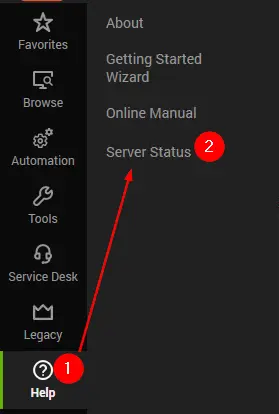 Favorites
Browse
Automation
Tools
Service Desk
Legacy
Help
1
About
Getting Started
Wizard
Online Manual
Server Status
2